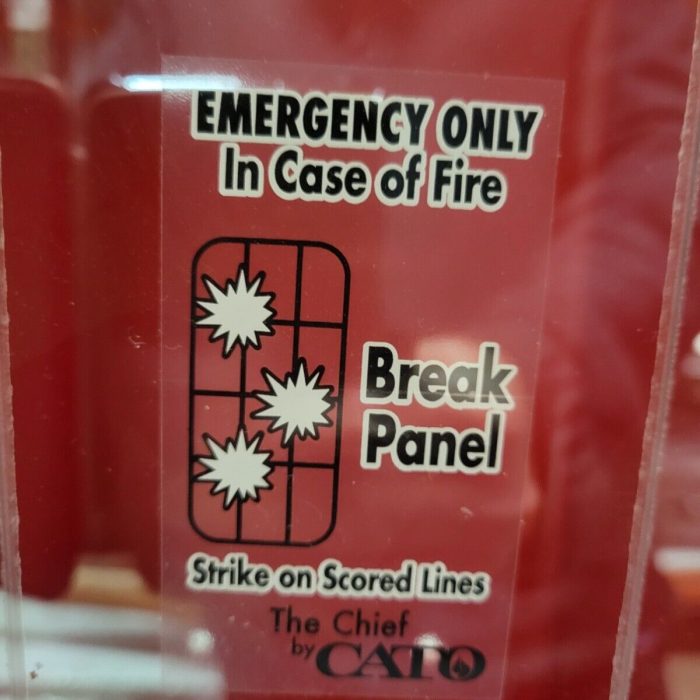 EMERGENCY ONLY
In Case of Fire
Break
Panel
Strike on Scored Lines
The Chief
by CATO